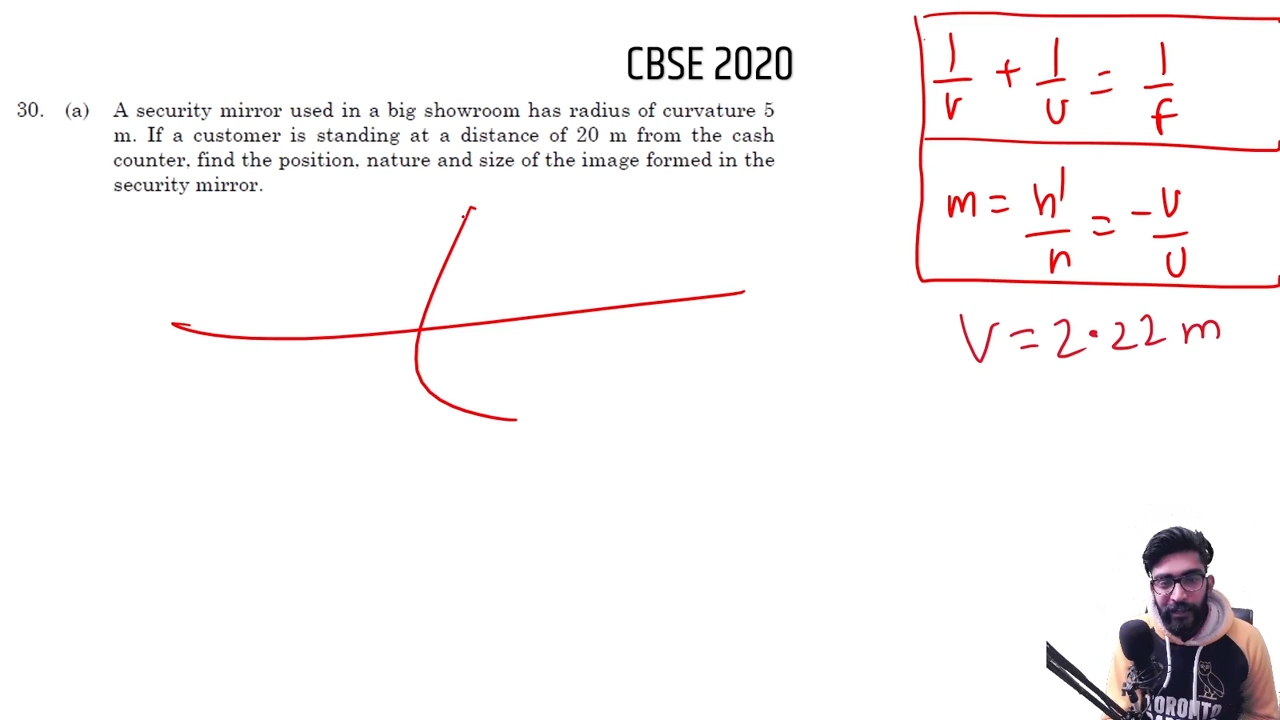 CBSE 2020
30. (a) A security mirror used in a big showroom has radius of curvature 5
m. If a customer is standing at a distance of 20 m from the cash
counter, find the position, nature and size of the image formed in the
security mirror.
1/v + 1/u = 1/f
m = h'/h = -v/u
V = 2.22 m
TORONTO